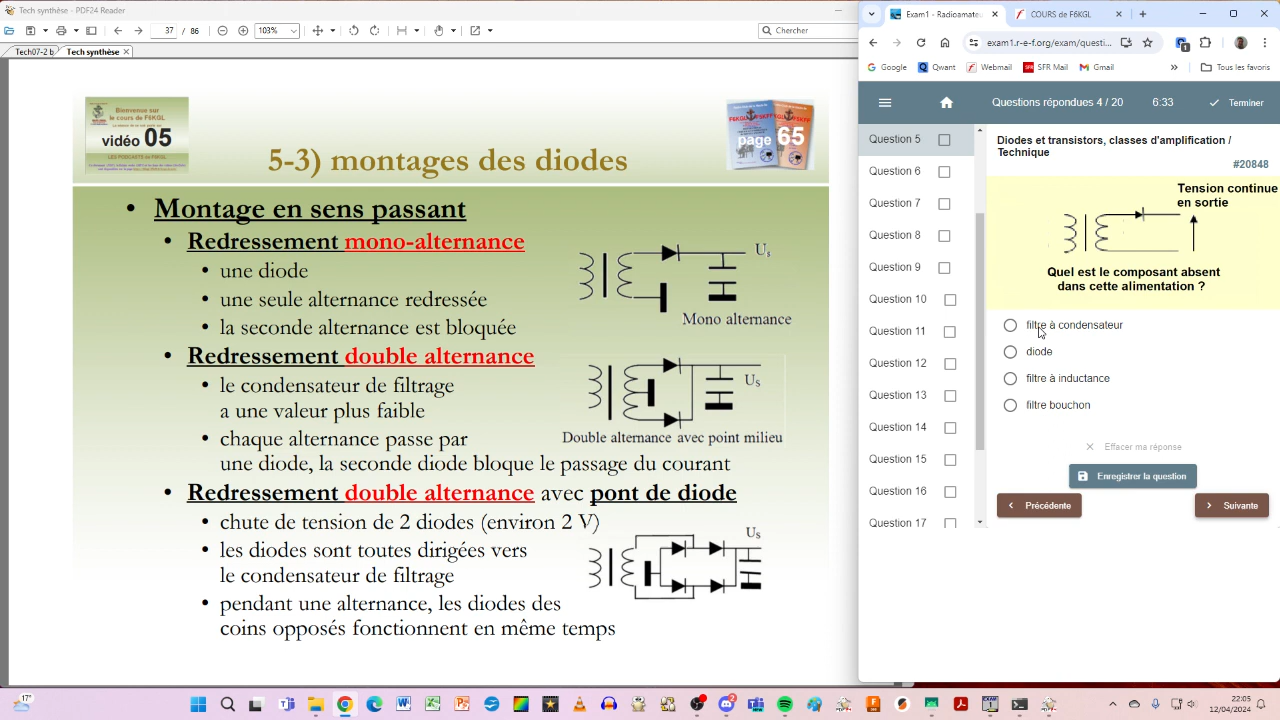 Tech synthèse - PDF24 Reader
37 / 86
103%
Chercher
Tech07-2 b
Tech synthèse
Bienvenue sur
le cours de F6KGL
vidéo 05
LES PODCASTS de F6KGL
5-3) montages des diodes
page 65
Montage en sens passant
Redressement mono-alternance
une diode
une seule alternance redressée
la seconde alternance est bloquée
Us
Mono alternance
Redressement double alternance
le condensateur de filtrage
a une valeur plus faible
chaque alternance passe par
une diode, la seconde diode bloque le passage du courant
Us
Double alternance avec point milieu
Redressement double alternance avec pont de diode
chute de tension de 2 diodes (environ 2 V)
les diodes sont toutes dirigées vers
le condensateur de filtrage
pendant une alternance, les diodes des
coins opposés fonctionnent en même temps
Us
Exam1 - Radioamateu
COURS de F6KGL
exam1.r-e-f.org/exam/questi...
1
Google
Qwant
Webmail
SFR Mail
Gmail
Tous les favoris
Questions répondues 4 / 20
6:33
Terminer
Question 5
Question 6
Question 7
Question 8
Question 9
Question 10
Question 11
Question 12
Question 13
Question 14
Question 15
Question 16
Question 17
Diodes et transistors, classes d'amplification /
Technique
#20848
Tension continue
en sortie
Quel est le composant absent
dans cette alimentation ?
filtre à condensateur
diode
filtre à inductance
filtre bouchon
Effacer ma réponse
Enregistrer la question
Précédente
Suivante
17°
22:05
12/04/2024